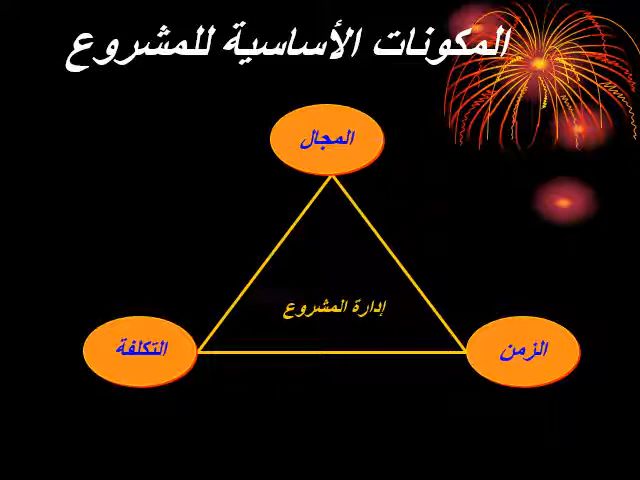 المكونات الأساسية للمشروع
المجال
إدارة المشروع
الزمن
التكلفة